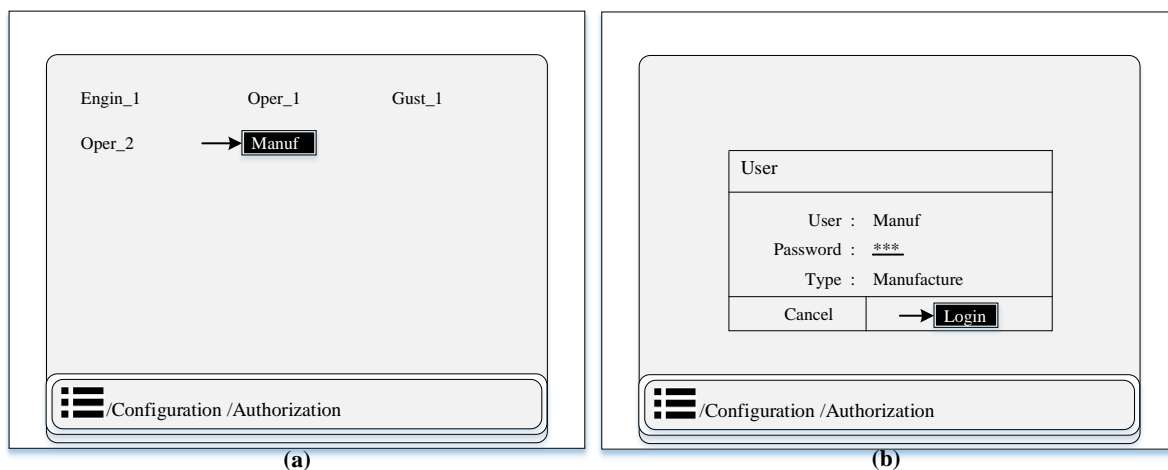 Engin_1 Oper_1 Gust_1
Oper_2 Manuf
/Configuration /Authorization
(a)
User
User : Manuf
Password : ***
Type : Manufacture
Cancel Login
/Configuration /Authorization
(b)